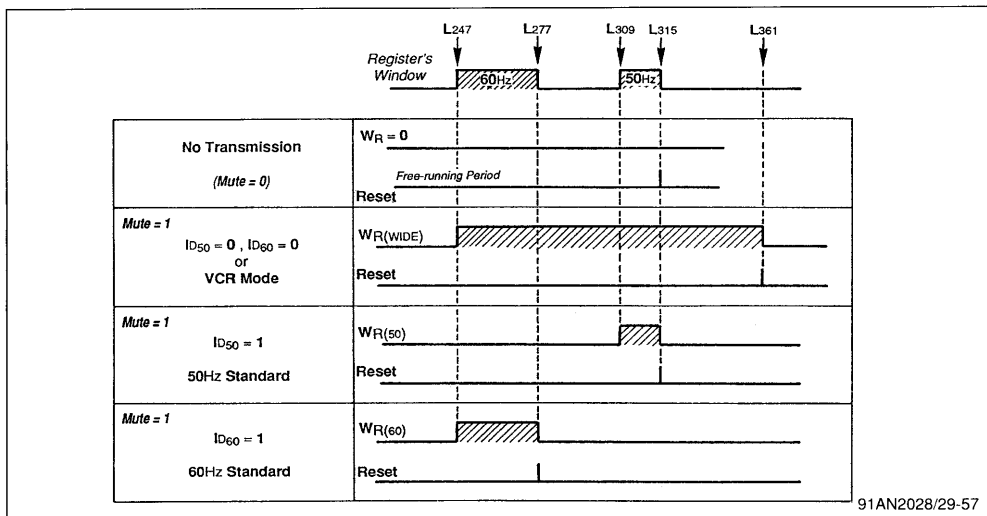 L247 L277 L309 L315 L361
Register's
Window
60Hz 50Hz
No Transmission
(Mute = 0)
WR = 0
Free-running Period
Reset
Mute = 1
ID50 = 0 , ID60 = 0
or
VCR Mode
WR(WIDE)
Reset
Mute = 1
ID50 = 1
50Hz Standard
WR(50)
Reset
Mute = 1
ID60 = 1
60Hz Standard
WR(60)
Reset
91AN2028/29-57